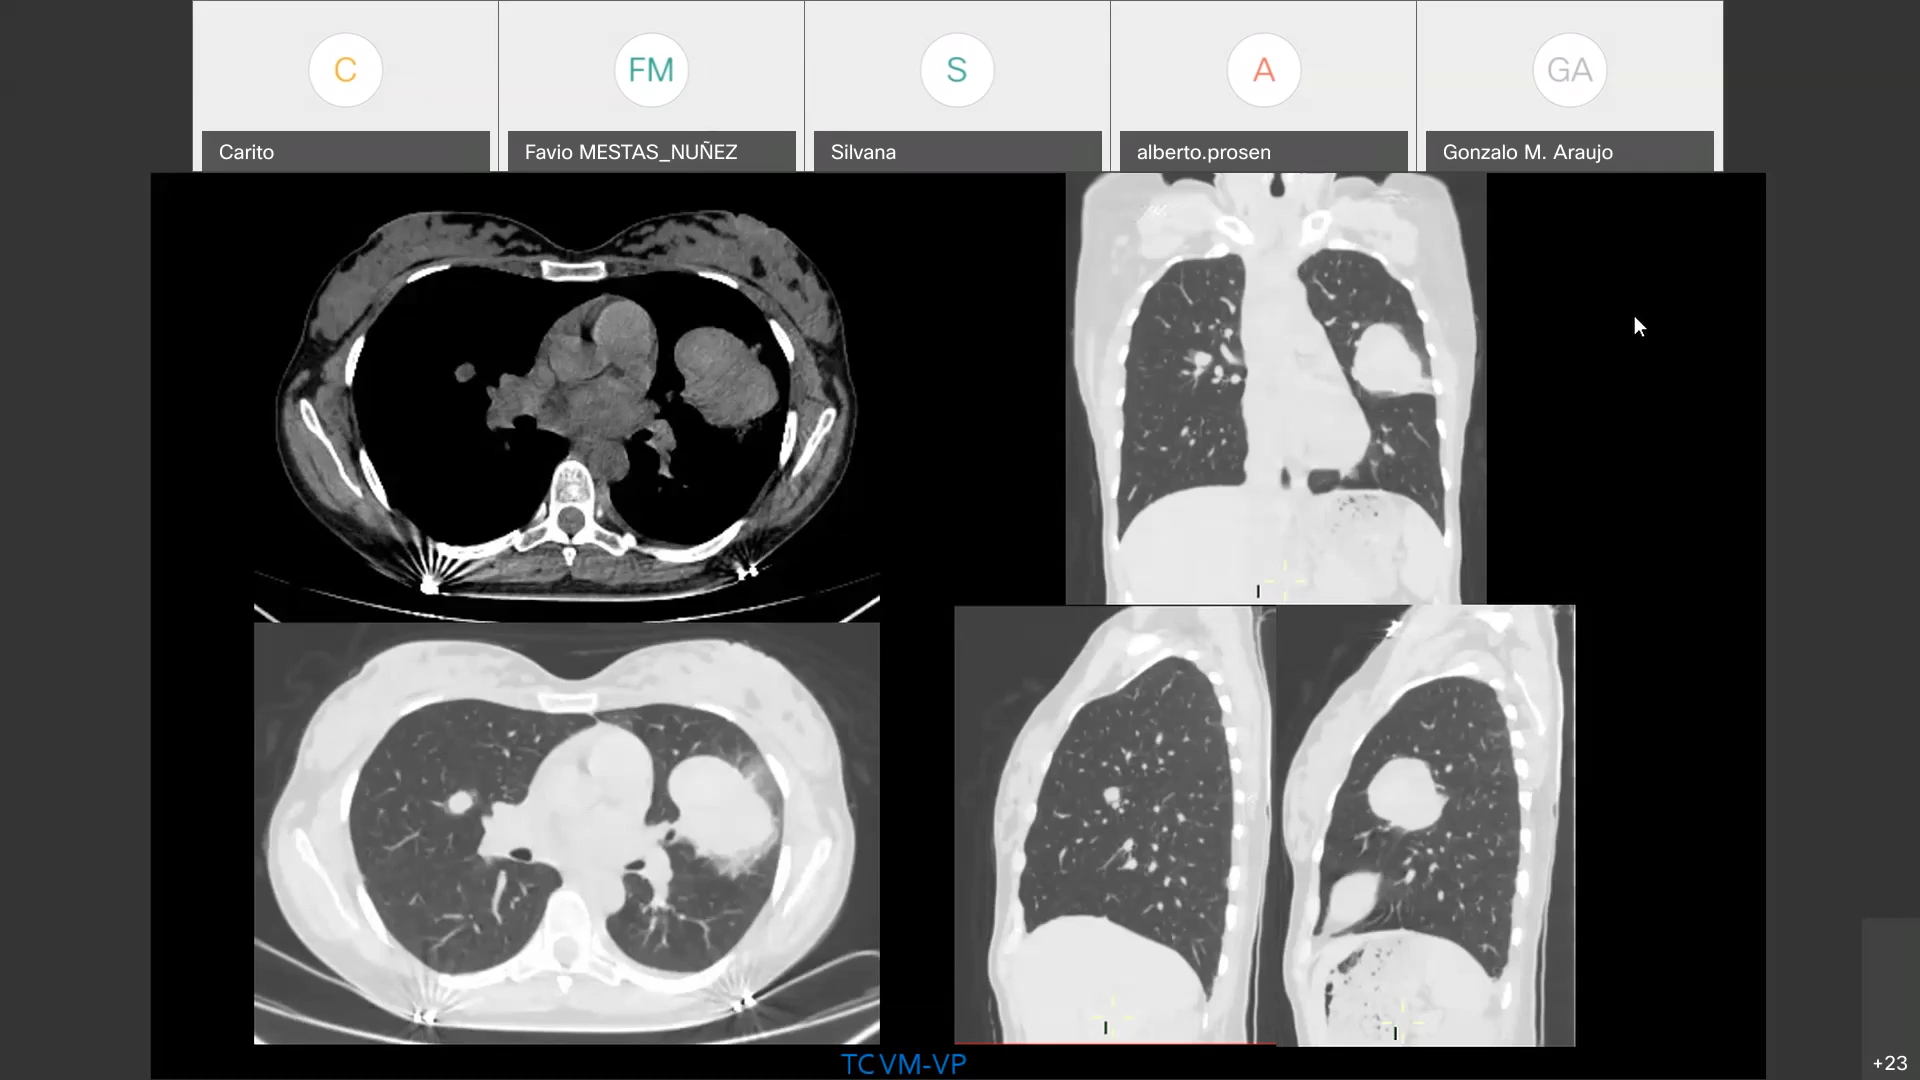 C
FM
S
A
GA
Carito
Favio MESTAS_NUÑEZ
Silvana
alberto.prosen
Gonzalo M. Araujo
I
I
I
TC VM-VP
+23